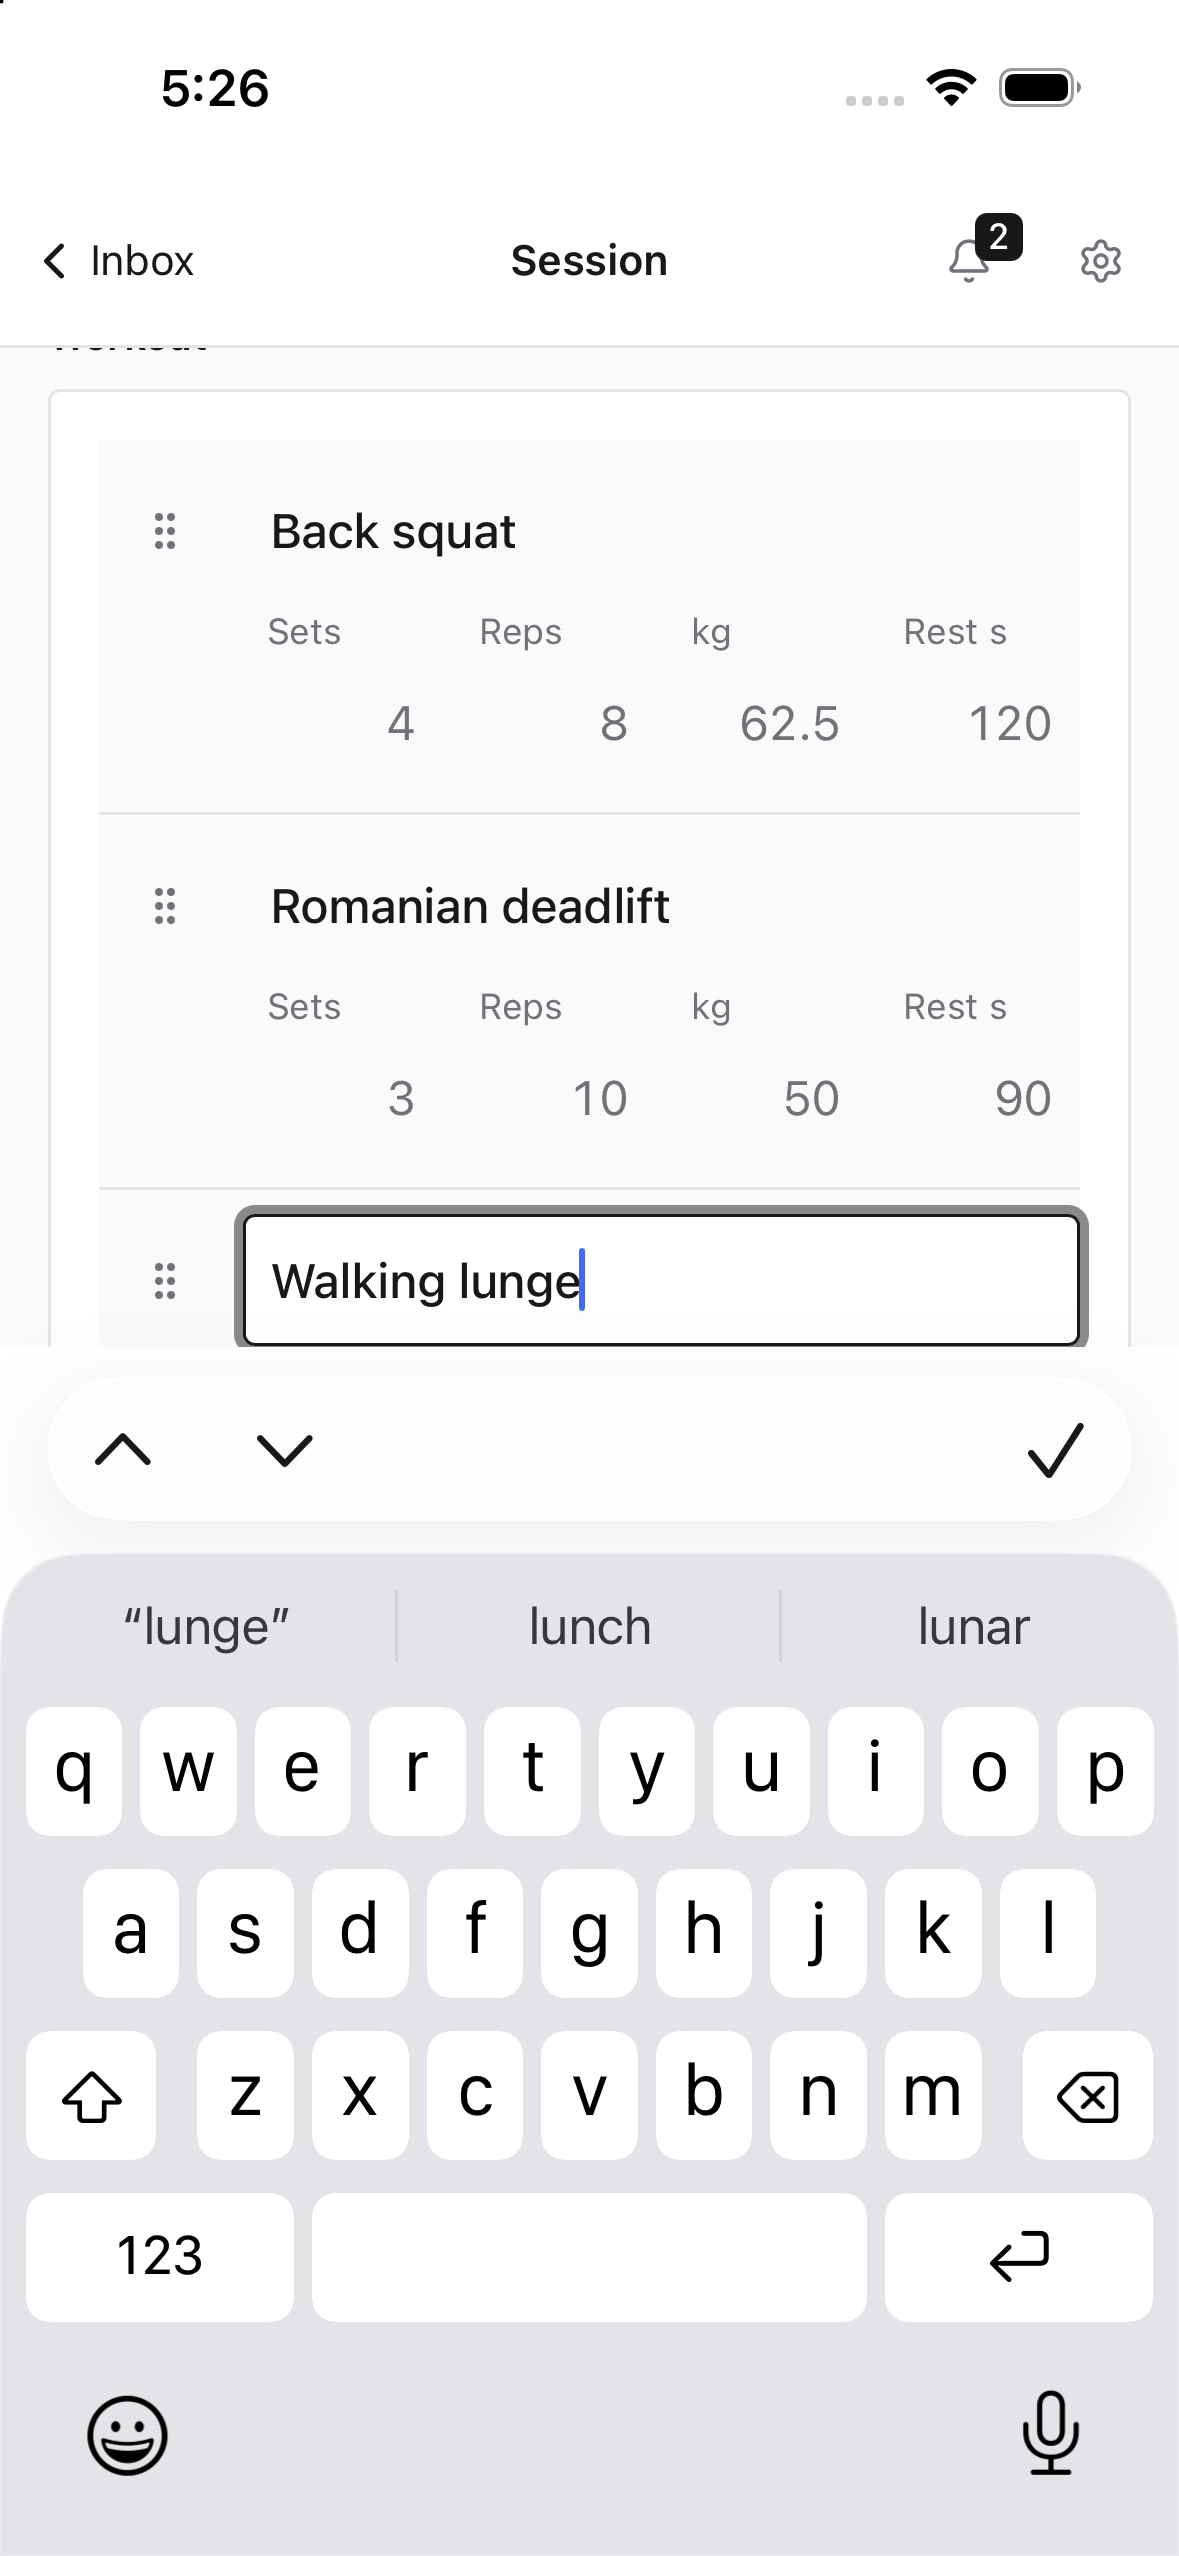 5:26
Inbox
Session
2
Workout
Back squat
Sets Reps kg Rest s
4 8 62.5 120
Romanian deadlift
Sets Reps kg Rest s
3 10 50 90
Walking lunge
“lunge” lunch lunar
q w e r t y u i o p
a s d f g h j k l
z x c v b n m
123